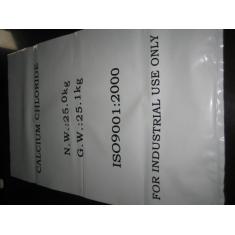 CALCIUM CHLORIDE
N.W.:25.0kg
G.W.:25.1kg
ISO9001:2000
FOR INDUSTRIAL USE ONLY